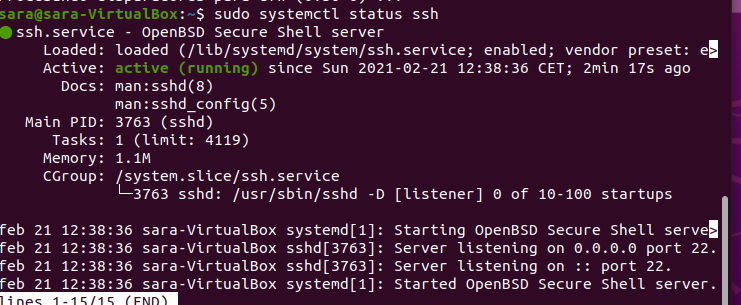 sara@sara-VirtualBox:~$ sudo systemctl status ssh
● ssh.service - OpenBSD Secure Shell server
Loaded: loaded (/lib/systemd/system/ssh.service; enabled; vendor preset: e>
Active: active (running) since Sun 2021-02-21 12:38:36 CET; 2min 17s ago
Docs: man:sshd(8)
man:sshd_config(5)
Main PID: 3763 (sshd)
Tasks: 1 (limit: 4119)
Memory: 1.1M
CGroup: /system.slice/ssh.service
└─3763 sshd: /usr/sbin/sshd -D [listener] 0 of 10-100 startups
feb 21 12:38:36 sara-VirtualBox systemd[1]: Starting OpenBSD Secure Shell serve>
feb 21 12:38:36 sara-VirtualBox sshd[3763]: Server listening on 0.0.0.0 port 22.
feb 21 12:38:36 sara-VirtualBox sshd[3763]: Server listening on :: port 22.
feb 21 12:38:36 sara-VirtualBox systemd[1]: Started OpenBSD Secure Shell server.
lines 1-15/15 (END)